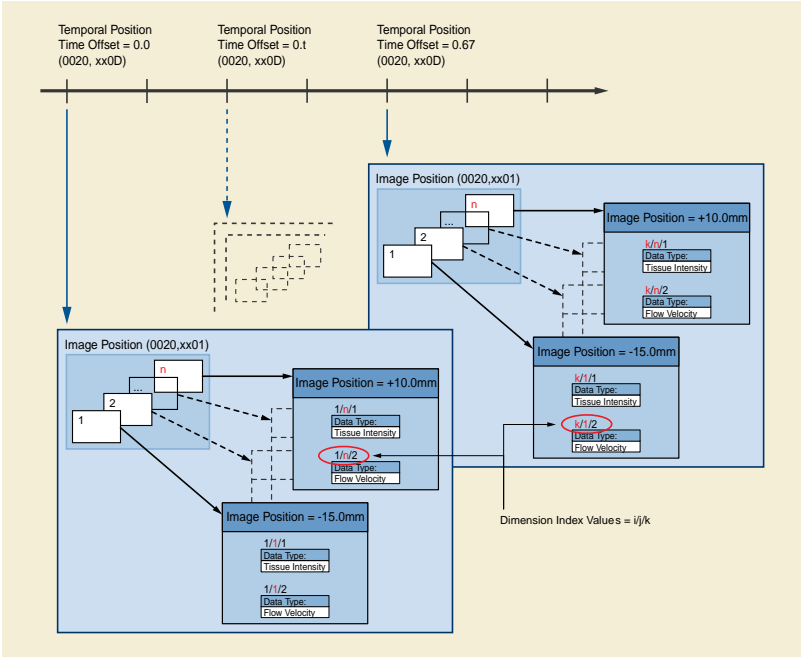 Temporal Position
Time Offset = 0.0
(0020, xx0D)
Temporal Position
Time Offset = 0.t
(0020, xx0D)
Temporal Position
Time Offset = 0.67
(0020, xx0D)
Image Position (0020,xx01)
n
...
2
1
Image Position = +10.0mm
k/n/1
Data Type:
Tissue Intensity
k/n/2
Data Type:
Flow Velocity
Image Position = -15.0mm
k/1/1
Data Type:
Tissue Intensity
k/1/2
Data Type:
Flow Velocity
Image Position (0020,xx01)
n
...
2
1
Image Position = +10.0mm
1/n/1
Data Type:
Tissue Intensity
1/n/2
Data Type:
Flow Velocity
Image Position = -15.0mm
1/1/1
Data Type:
Tissue Intensity
1/1/2
Data Type:
Flow Velocity
Dimension Index Values = i/j/k